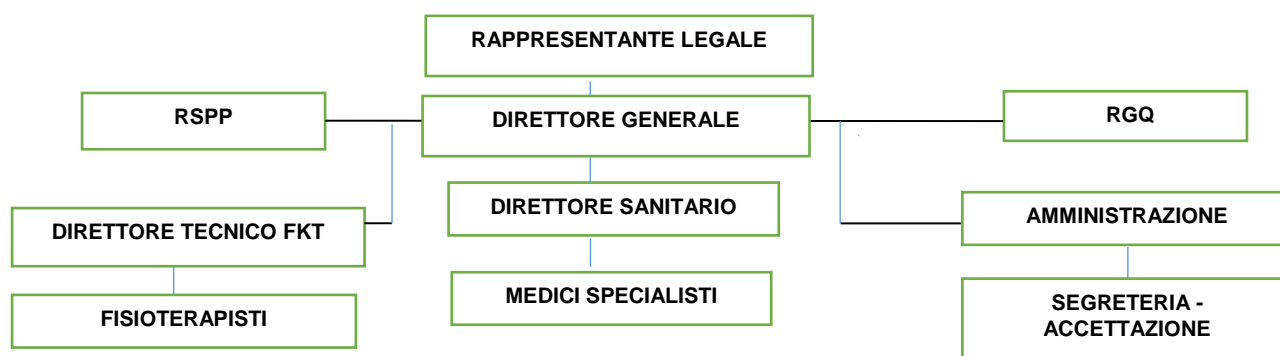 RAPPRESENTANTE LEGALE
RSPP
DIRETTORE GENERALE
RGQ
DIRETTORE TECNICO FKT
DIRETTORE SANITARIO
AMMINISTRAZIONE
FISIOTERAPISTI
MEDICI SPECIALISTI
SEGRETERIA -
ACCETTAZIONE